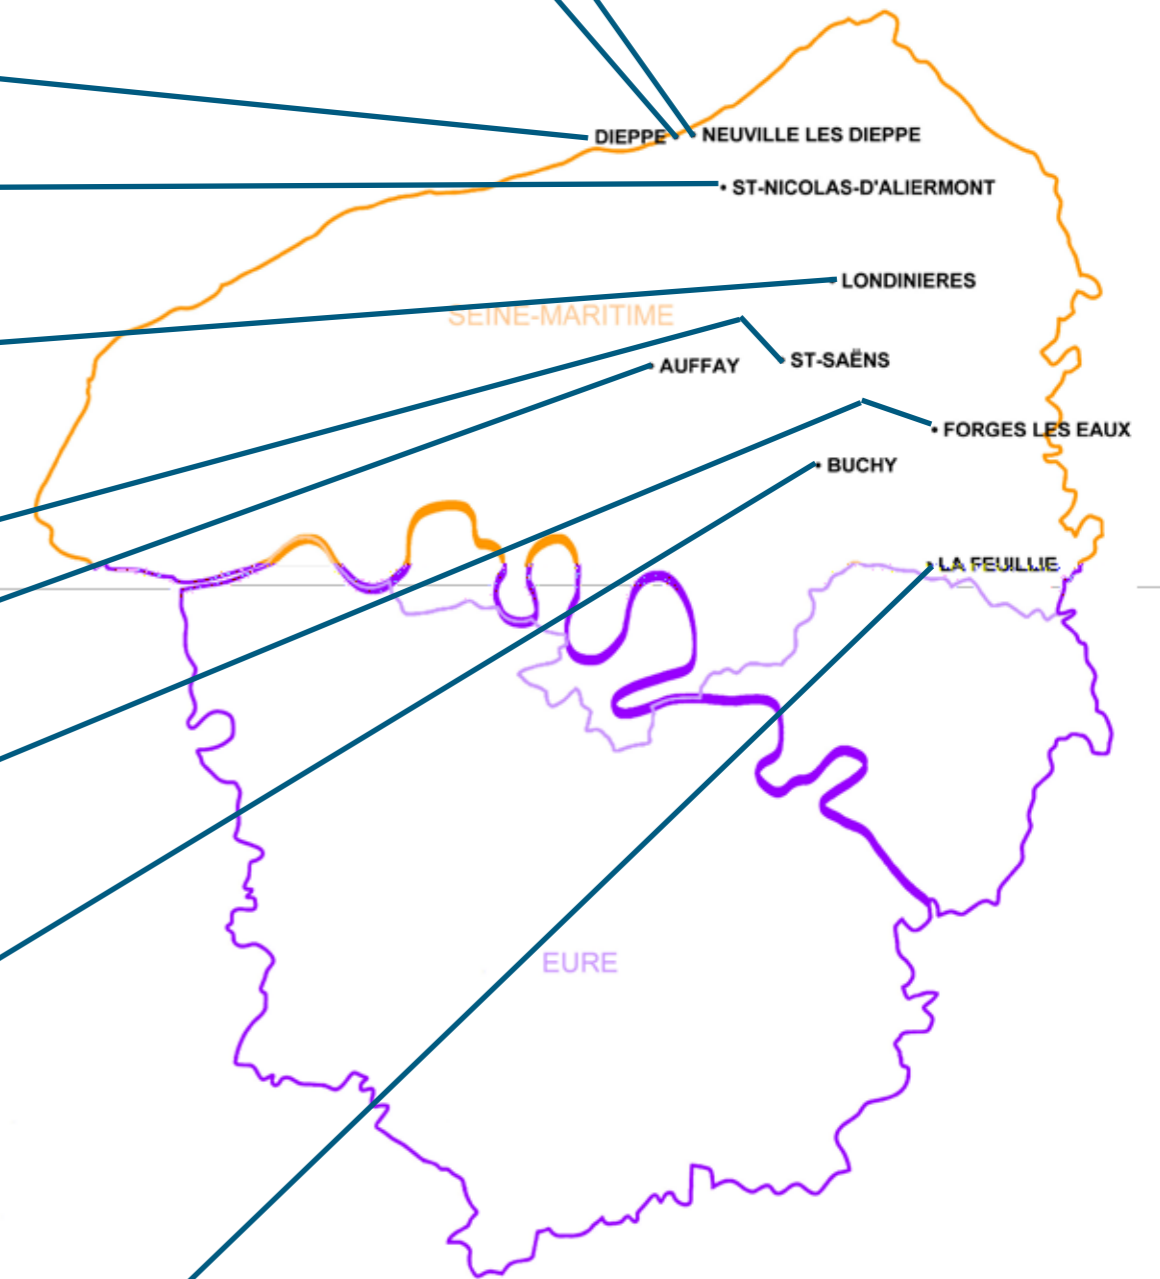 DIEPPE
NEUVILLE LES DIEPPE
ST-NICOLAS-D'ALIERMONT
LONDINIERES
SEINE-MARITIME
ST-SAËNS
AUFFAY
FORGES LES EAUX
BUCHY
LA FEUILLIE
EURE